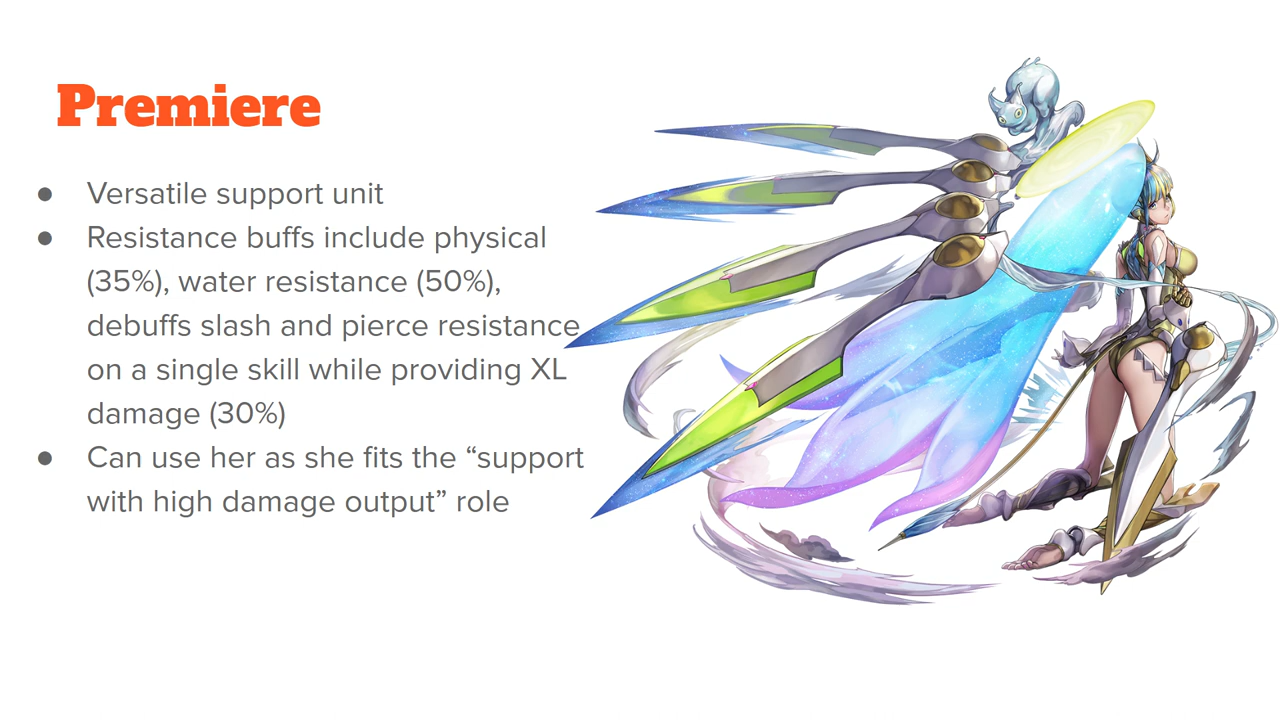 Premiere
● Versatile support unit
● Resistance buffs include physical
(35%), water resistance (50%),
debuffs slash and pierce resistance
on a single skill while providing XL
damage (30%)
● Can use her as she fits the “support
with high damage output” role